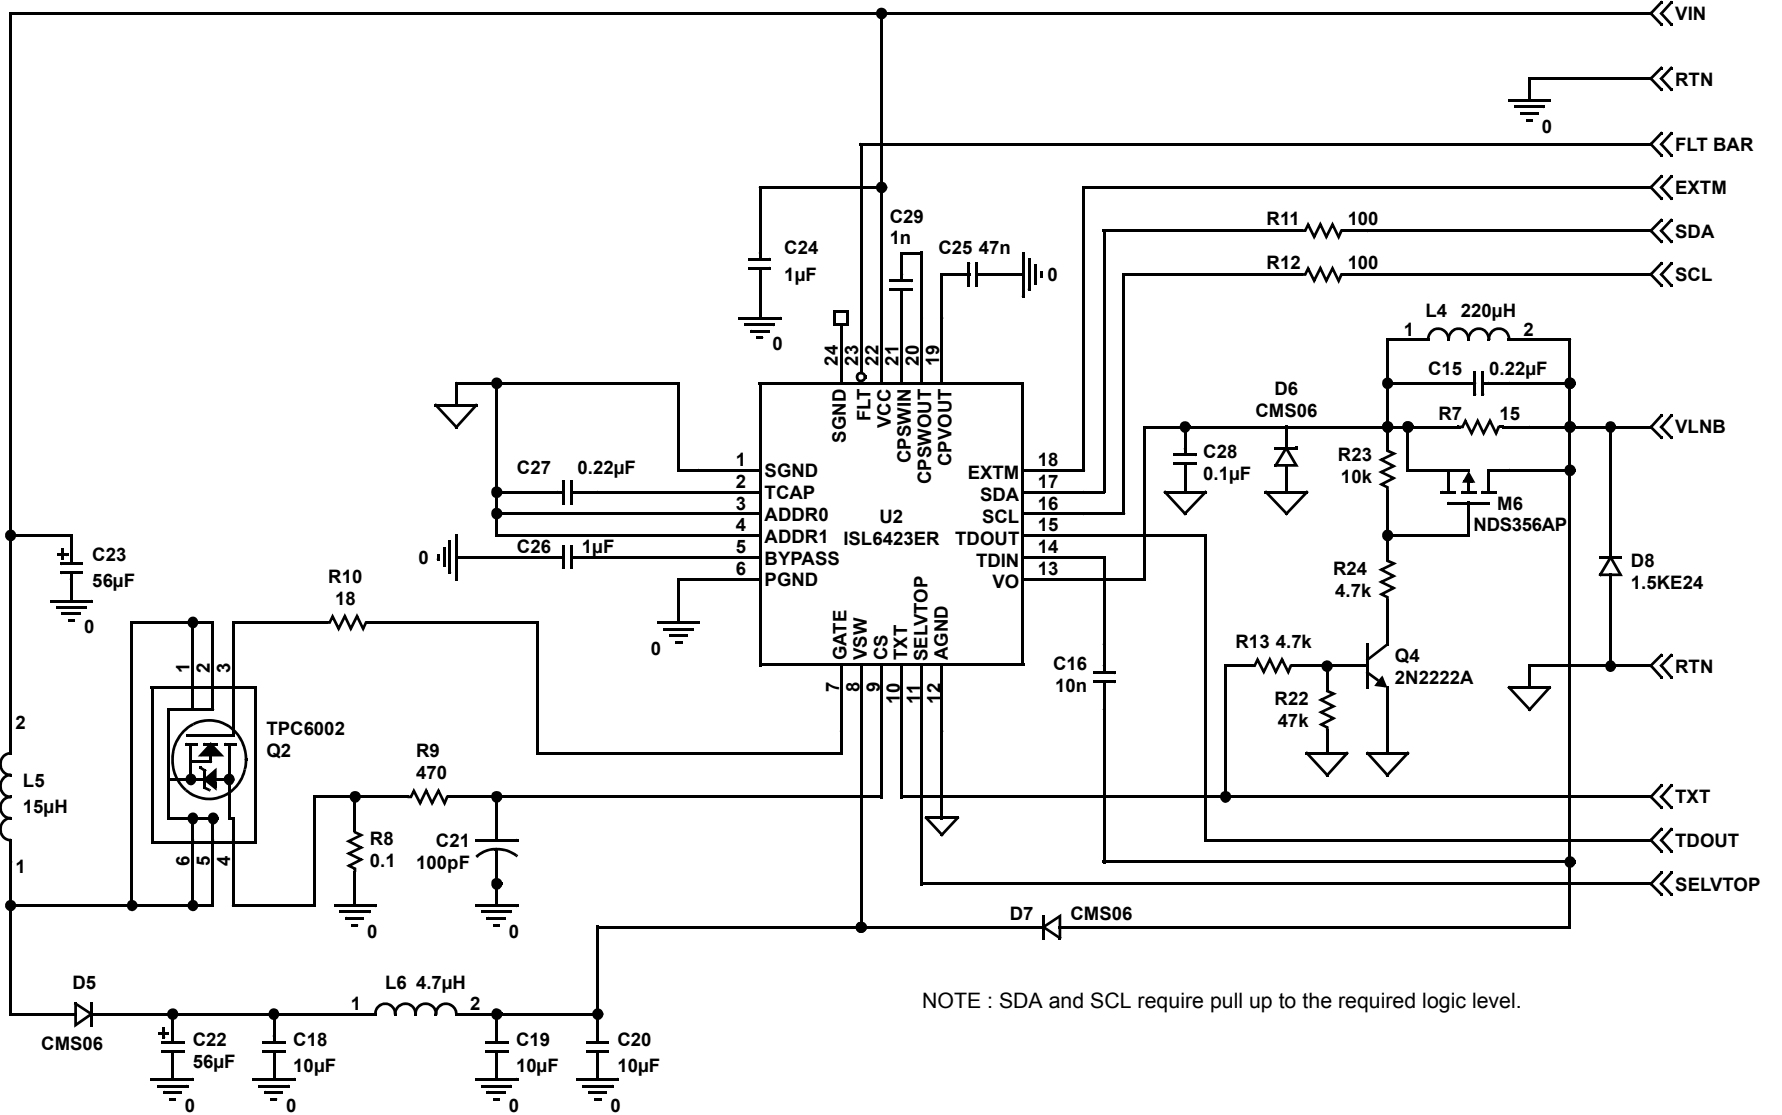 VIN
RTN
0
FLT BAR
EXTM
C29
1n
R11 100
SDA
C24
1µF
C25 47n
0
R12 100
SCL
0
L4 220µH
1 2
24 23 22 21 20 19
SGND FLT VCC CPSWIN CPSWOUT CPVOUT
C15 0.22µF
D6
CMS06
R7 15
VLNB
C27 0.22µF
1 SGND
2 TCAP
3 ADDR0
4 ADDR1
5 BYPASS
6 PGND
U2
ISL6423ER
EXTM 18
SDA 17
SCL 16
TDOUT 15
TDIN 14
VO 13
C28
0.1µF
R23
10k
M6
NDS356AP
0
C26 1µF
C23
56µF
0
R10
18
0
R24
4.7k
D8
1.5KE24
GATE VSW CS TXT SELVTOP AGND
7 8 9 10 11 12
1 2 3
C16
10n
R13 4.7k
R22
47k
Q4
2N2222A
RTN
2
L5
15µH
1
TPC6002
Q2
R9
470
6 5 4
R8
0.1
C21
100pF
0
0
TXT
TDOUT
SELVTOP
D7 CMS06
D5
CMS06
1 L6 4.7µH 2
C22
56µF
0
C18
10µF
0
C19
10µF
0
C20
10µF
0
NOTE : SDA and SCL require pull up to the required logic level.